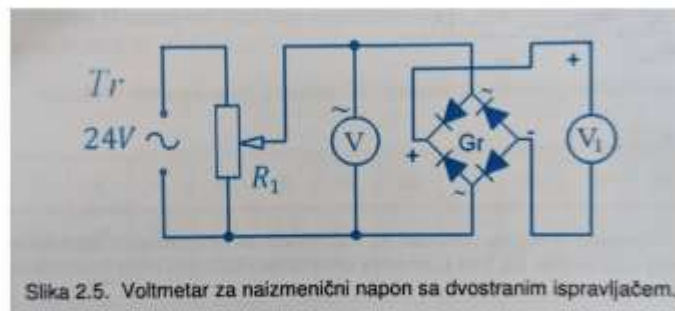 Tr
24V ~
R₁
~
V
~
+
Gr
-
~
+
V₁
Slika 2.5. Voltmetar za naizmenični napon sa dvostranim ispravljačem.